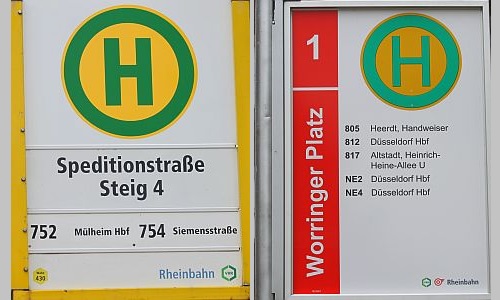 H
Speditionstraße
Steig 4
752 Mülheim Hbf 754 Siemensstraße
430
Rheinbahn VRR
1
Worringer Platz
H
805 Heerdt, Handweiser
812 Düsseldorf Hbf
817 Altstadt, Heinrich-
Heine-Allee U
NE2 Düsseldorf Hbf
NE4 Düsseldorf Hbf
Rheinbahn